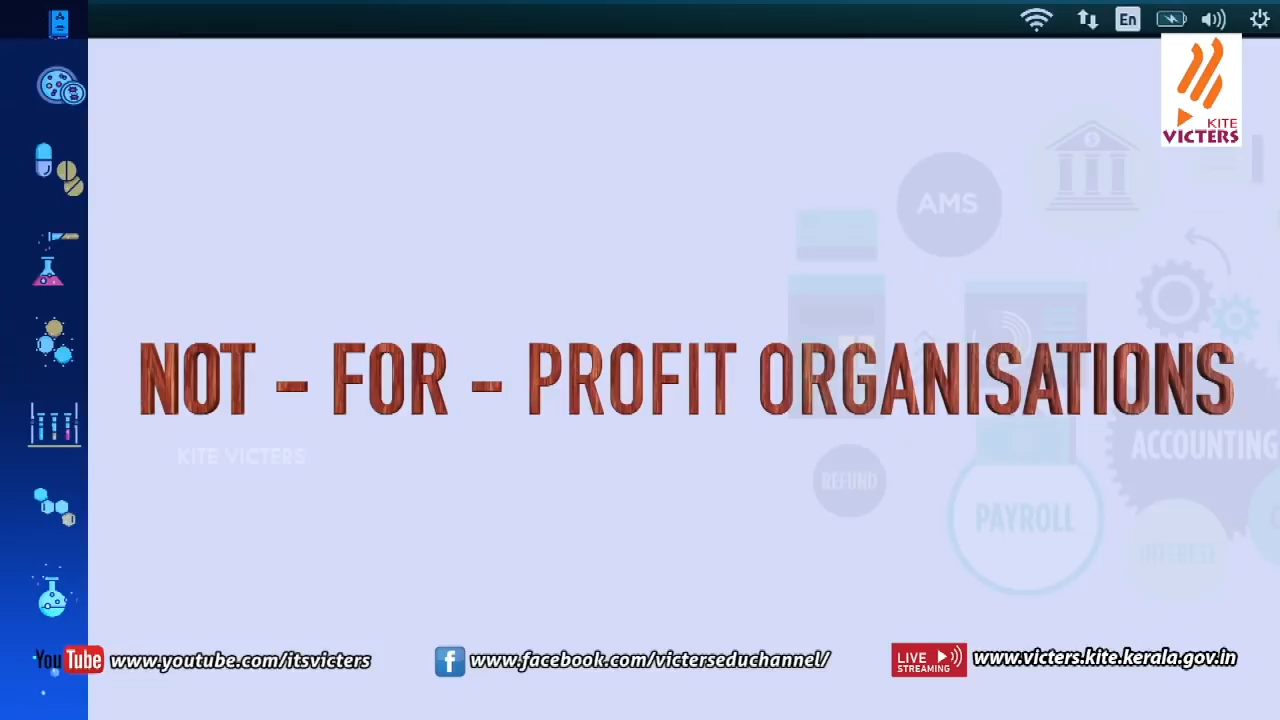 En
KITE
VICTERS
AMS
NOT – FOR – PROFIT ORGANISATIONS
ACCOUNTING
KITE VICTERS
REFUND
PAYROLL
INTEREST
YouTube www.youtube.com/itsvicters
f www.facebook.com/victerseduchannel/
LIVE STREAMING www.victers.kite.kerala.gov.in